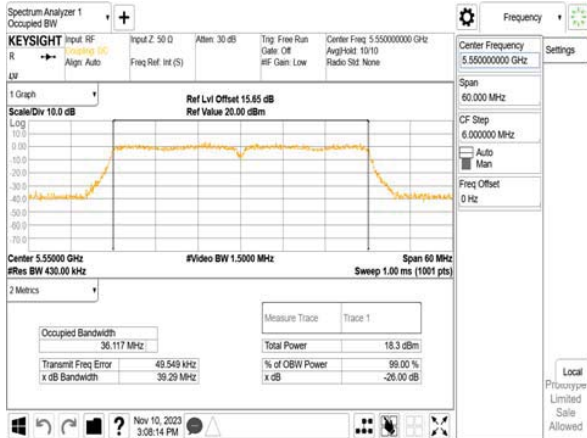 Spectrum Analyzer 1
Occupied BW
+
Frequency
KEYSIGHT
R
Input: RF
Coupling: DC
Align: Auto
Input Z: 50 Ω
Freq Ref: Int (S)
Atten: 30 dB
Trig: Free Run
Gate: Off
#IF Gain: Low
Center Freq: 5.550000000 GHz
Avg|Hold: 10/10
Radio Std: None
Center Frequency
5.550000000 GHz
Settings
Span
60.000 MHz
CF Step
6.000000 MHz
Auto
Man
Freq Offset
0 Hz
1 Graph
Scale/Div 10.0 dB
Ref Lvl Offset 15.65 dB
Ref Value 20.00 dBm
Log
10.0
0.00
-10.0
-20.0
-30.0
-40.0
-50.0
-60.0
-70.0
Center 5.55000 GHz
#Res BW 430.00 kHz
#Video BW 1.5000 MHz
Span 60 MHz
Sweep 1.00 ms (1001 pts)
2 Metrics
Measure Trace
Trace 1
Occupied Bandwidth
36.117 MHz
Total Power
18.3 dBm
Transmit Freq Error
49.549 kHz
% of OBW Power
99.00 %
x dB Bandwidth
39.29 MHz
x dB
-26.00 dB
Local
Prototype
Limited
Sale
Allowed
?
Nov 10, 2023
3:08:14 PM